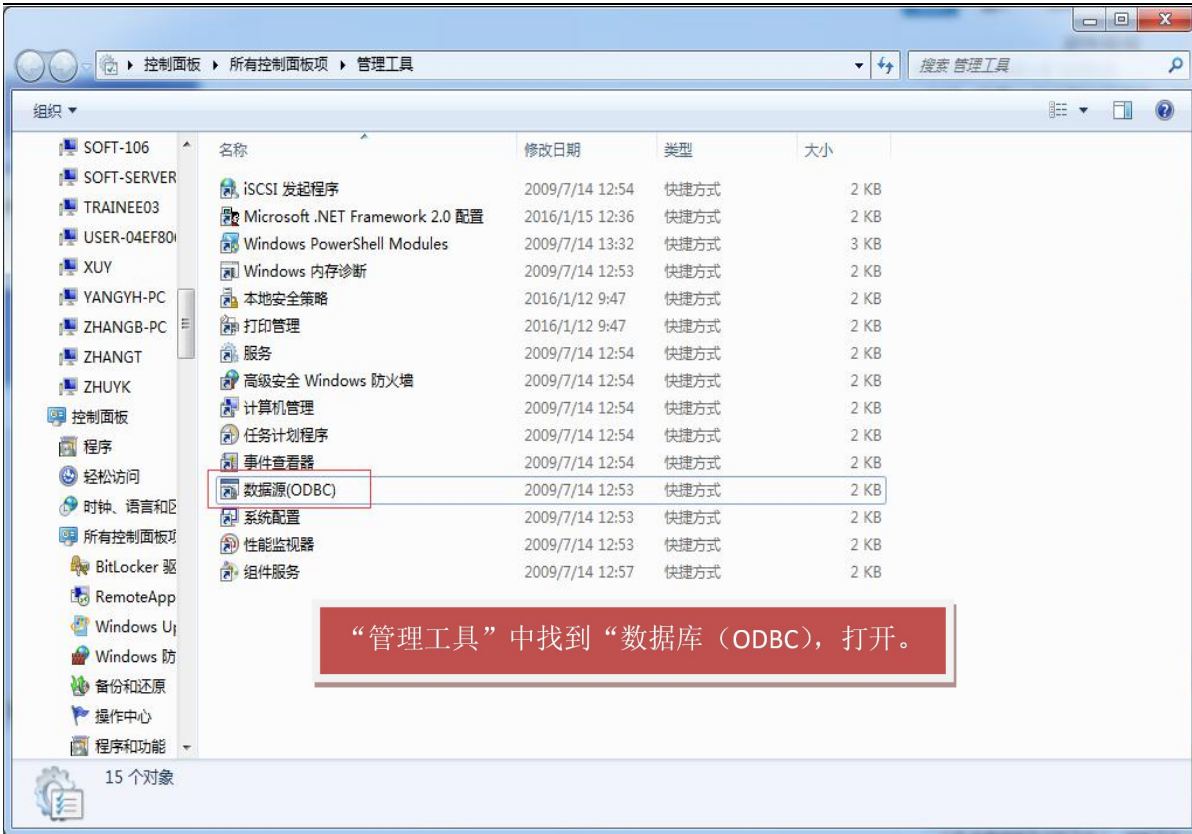 控制面板 ▸ 所有控制面板项 ▸ 管理工具
搜索 管理工具
组织
SOFT-106
SOFT-SERVER
TRAINEE03
USER-04EF80
XUY
YANGYH-PC
ZHANGB-PC
ZHANGT
ZHUYK
控制面板
程序
轻松访问
时钟、语言和区
所有控制面板项
BitLocker 驱
RemoteApp
Windows Up
Windows 防
备份和还原
操作中心
程序和功能
名称 修改日期 类型 大小
iSCSI 发起程序 2009/7/14 12:54 快捷方式 2 KB
Microsoft .NET Framework 2.0 配置 2016/1/15 12:36 快捷方式 2 KB
Windows PowerShell Modules 2009/7/14 13:32 快捷方式 3 KB
Windows 内存诊断 2009/7/14 12:53 快捷方式 2 KB
本地安全策略 2016/1/12 9:47 快捷方式 2 KB
打印管理 2016/1/12 9:47 快捷方式 2 KB
服务 2009/7/14 12:54 快捷方式 2 KB
高级安全 Windows 防火墙 2009/7/14 12:54 快捷方式 2 KB
计算机管理 2009/7/14 12:54 快捷方式 2 KB
任务计划程序 2009/7/14 12:54 快捷方式 2 KB
事件查看器 2009/7/14 12:54 快捷方式 2 KB
数据源(ODBC) 2009/7/14 12:53 快捷方式 2 KB
系统配置 2009/7/14 12:53 快捷方式 2 KB
性能监视器 2009/7/14 12:53 快捷方式 2 KB
组件服务 2009/7/14 12:57 快捷方式 2 KB
“管理工具”中找到“数据库（ODBC），打开。
15 个对象